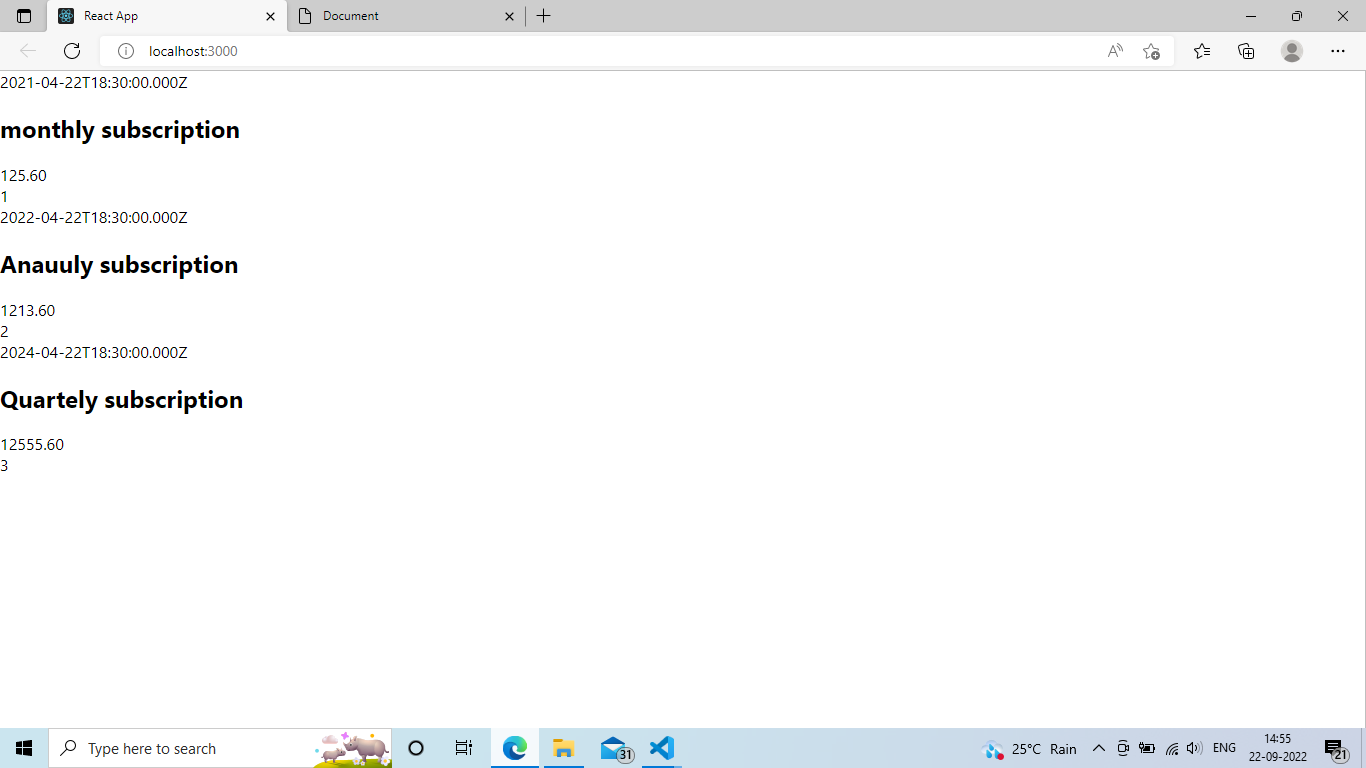 React App
Document
localhost:3000
2021-04-22T18:30:00.000Z
monthly subscription
125.60
1
2022-04-22T18:30:00.000Z
Anauuly subscription
1213.60
2
2024-04-22T18:30:00.000Z
Quartely subscription
12555.60
3
Type here to search
31
25°C Rain
ENG
14:55
22-09-2022
21